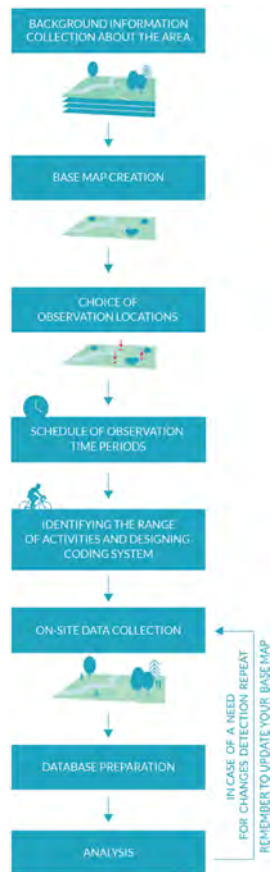 BACKGROUND INFORMATION
COLLECTION ABOUT THE AREA
BASE MAP CREATION
CHOICE OF
OBSERVATION LOCATIONS
SCHEDULE OF OBSERVATION
TIME PERIODS
IDENTIFYING THE RANGE
OF ACTIVITIES AND DESIGNING
CODING SYSTEM
ON-SITE DATA COLLECTION
DATABASE PREPARATION
ANALYSIS
IN CASE OF A NEED
FOR CHANGES DETECTION REPEAT
REMEMBER TO UPDATE YOUR BASE MAP